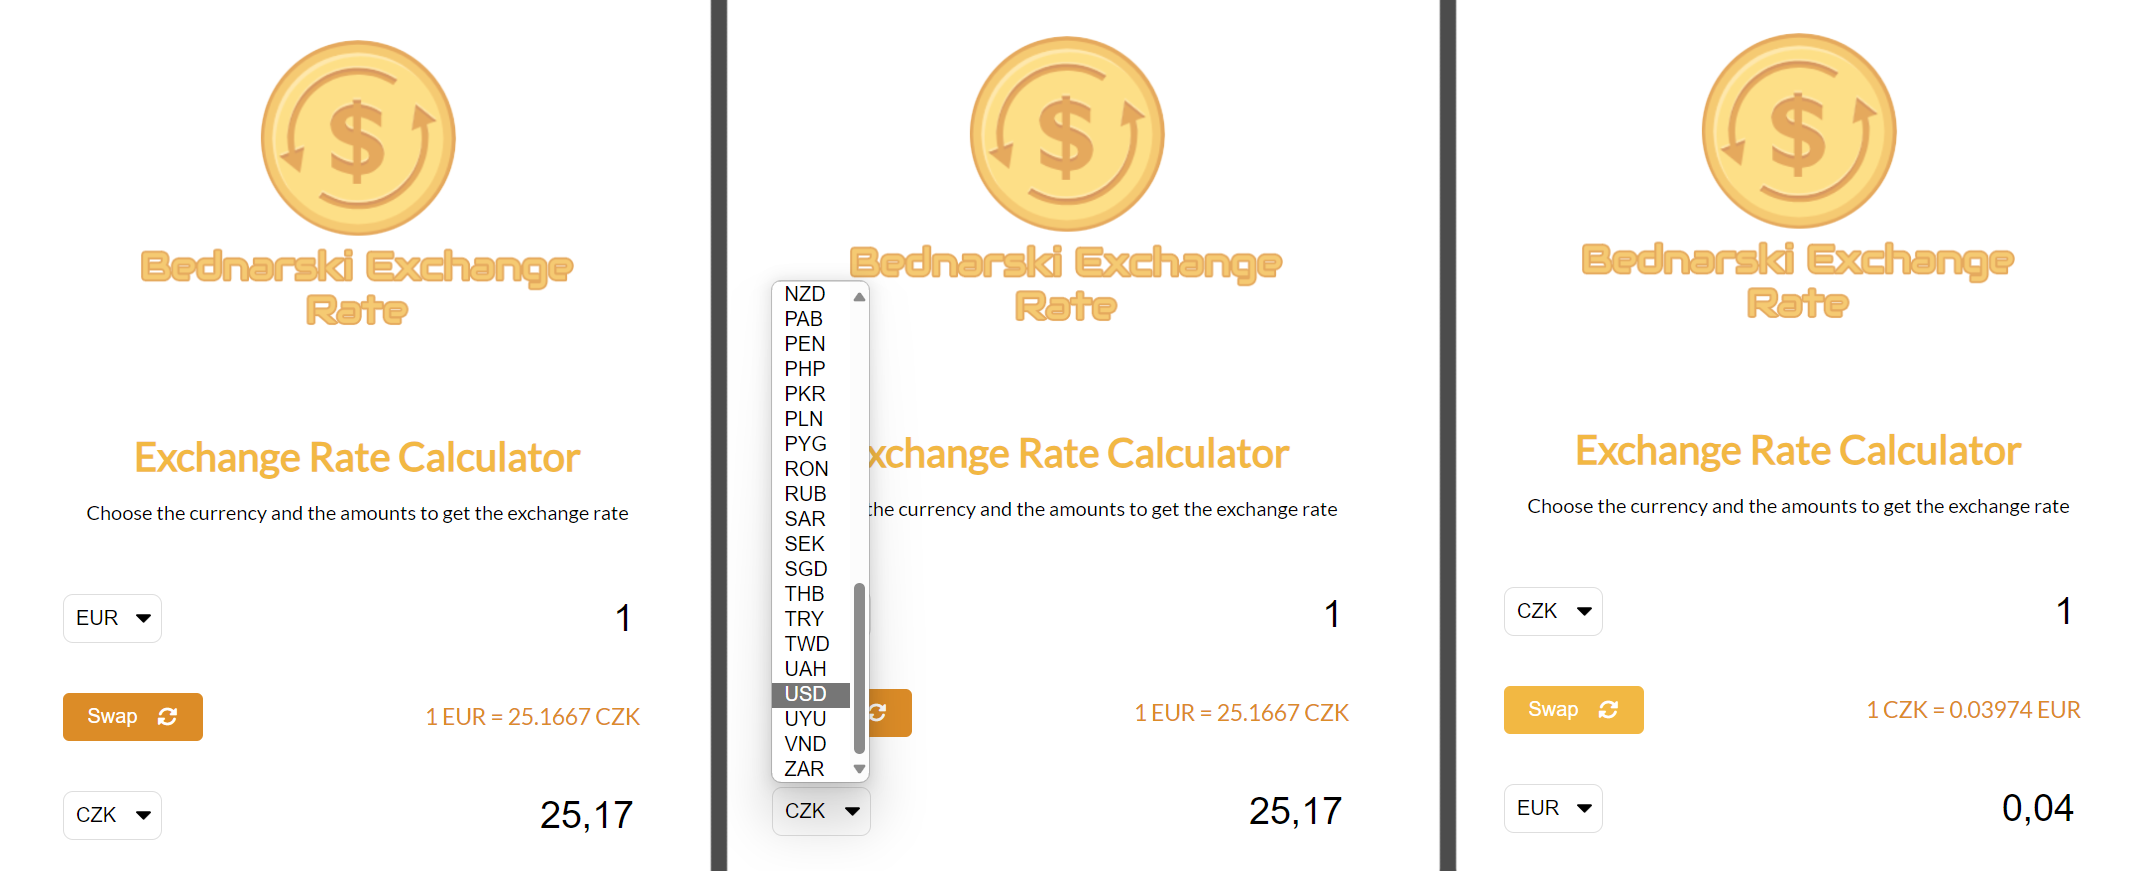 $
Bednarski Exchange
Rate
Exchange Rate Calculator
Choose the currency and the amounts to get the exchange rate
EUR
1
Swap
1 EUR = 25.1667 CZK
CZK
25,17
$
Bednarski Exchange
Rate
NZD
PAB
PEN
PHP
PKR
PLN
PYG
RON
RUB
SAR
SEK
SGD
THB
TRY
TWD
UAH
USD
UYU
VND
ZAR
xchange Rate Calculator
the currency and the amounts to get the exchange rate
1
1 EUR = 25.1667 CZK
CZK
25,17
$
Bednarski Exchange
Rate
Exchange Rate Calculator
Choose the currency and the amounts to get the exchange rate
CZK
1
Swap
1 CZK = 0.03974 EUR
EUR
0,04